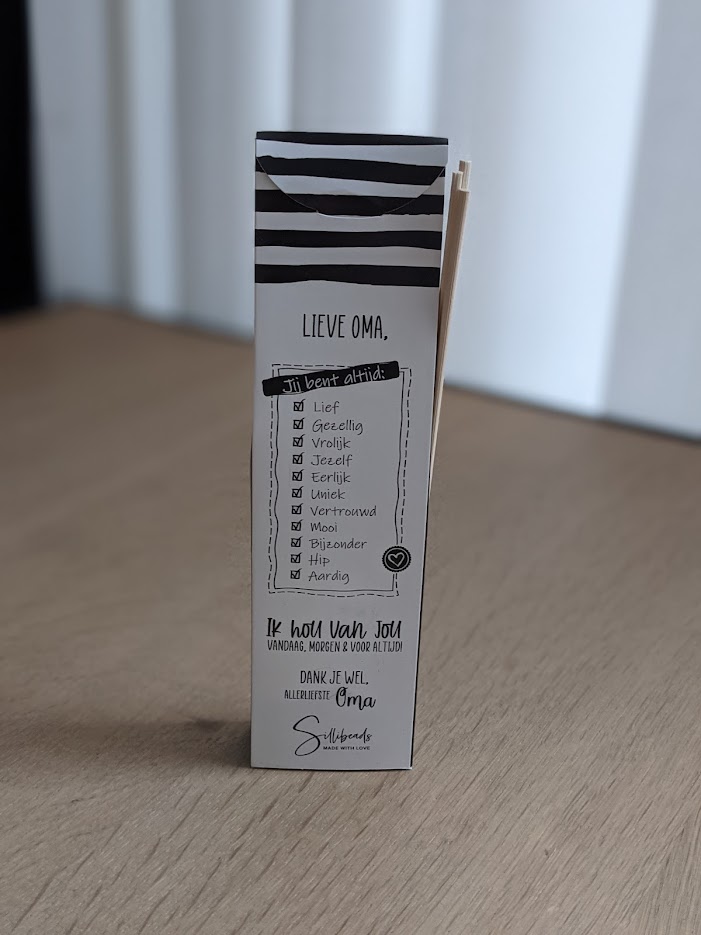 LIEVE OMA,
Jij bent altijd:
Lief
Gezellig
Vrolijk
Jezelf
Eerlijk
Uniek
Vertrouwd
Mooi
Bijzonder
Hip
Aardig
Ik hou van jou
VANDAAG, MORGEN & VOOR ALTIJD!
DANK JE WEL,
ALLERLIEFSTE Oma
Sillibeads
MADE WITH LOVE